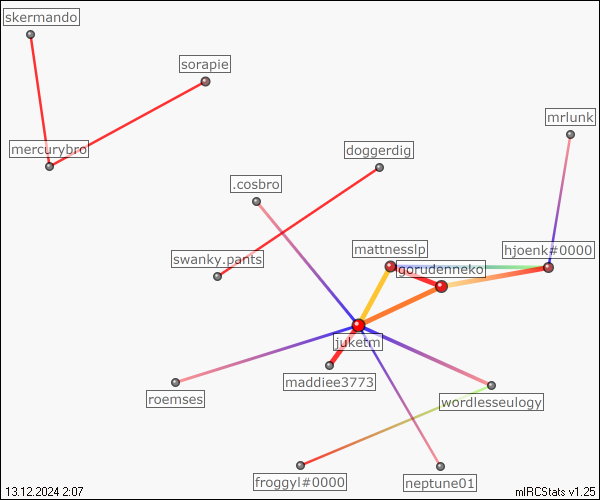 skermando
sorapie
mrlunk
mercurybro
doggerdig
.cosbro
mattnesslp
hjoenk#0000
swanky.pants
gorudenneko
juketm
maddiee3773
roemses
wordlesseulogy
froggyl#0000
neptune01
13.12.2024 2:07
mIRCStats v1.25